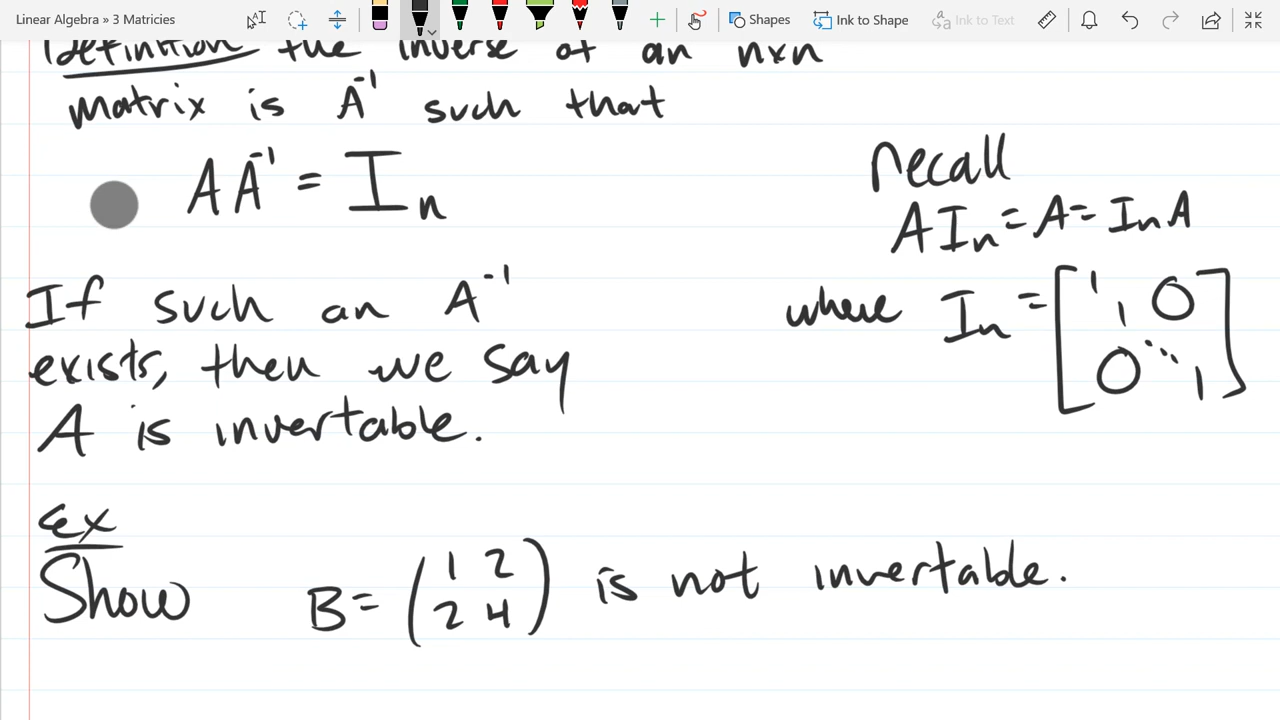 Linear Algebra » 3 Matricies
Shapes
Ink to Shape
Ink to Text
Definition the inverse of an n×n
matrix is A⁻¹ such that
AA⁻¹ = Iₙ
recall
AIₙ = A = IₙA
where Iₙ = [1 1 0
0 ⋱ 1]
If such an A⁻¹
exists, then we say
A is invertable.
Ex
Show B = (1 2
2 4) is not invertable.